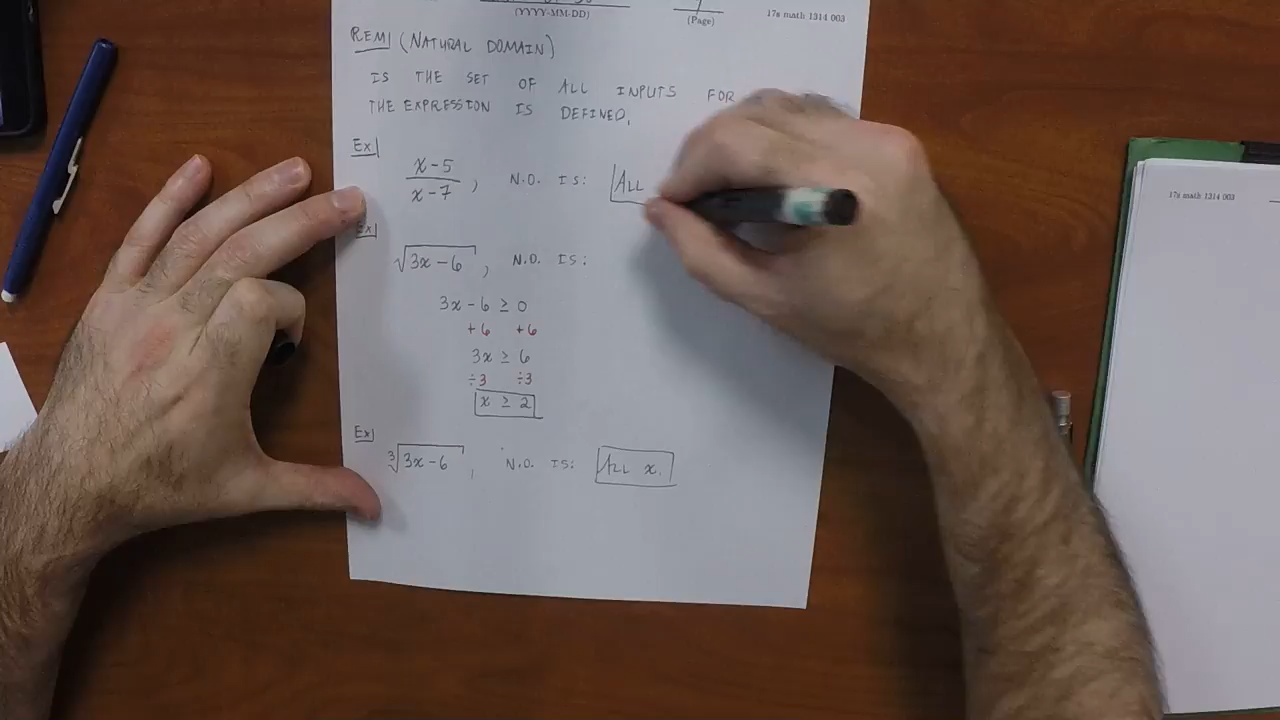 (YYYY-MM-DD)
(Page)
17s math 1314 003
REM (NATURAL DOMAIN)
IS THE SET OF ALL INPUTS FOR
THE EXPRESSION IS DEFINED.
Ex
x-5
x-7 , N.D. IS: ALL
Ex
√3x-6 , N.D. IS:
3x-6 ≥ 0
+6 +6
3x ≥ 6
÷3 ÷3
x ≥ 2
Ex
³√3x-6 , N.D. IS: ALL x.
17s math 1314 003